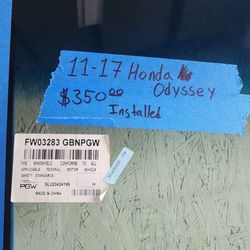 11-17 Honda
$350.00 Odyssey
Installed
FW03283 GBNPGW
THIS WINDSHIELD CONFORMS TO ALL
APPLICABLE FEDERAL MOTOR VEHICLE
SAFETY STANDARDS
PGW
MADE IN CHINA